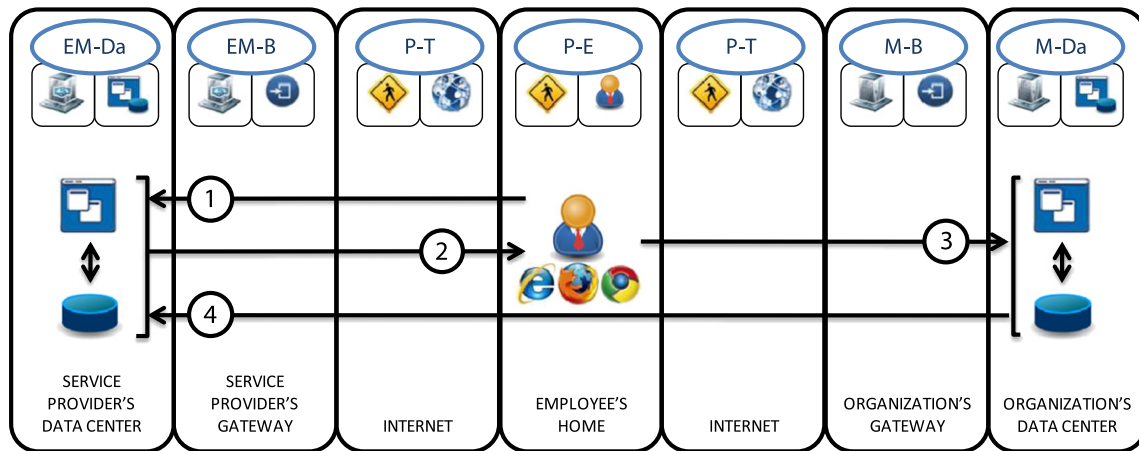 EM-Da
EM-B
P-T
P-E
P-T
M-B
M-Da
1
2
3
4
SERVICE
PROVIDER'S
DATA CENTER
SERVICE
PROVIDER'S
GATEWAY
INTERNET
EMPLOYEE'S
HOME
INTERNET
ORGANIZATION'S
GATEWAY
ORGANIZATION'S
DATA CENTER